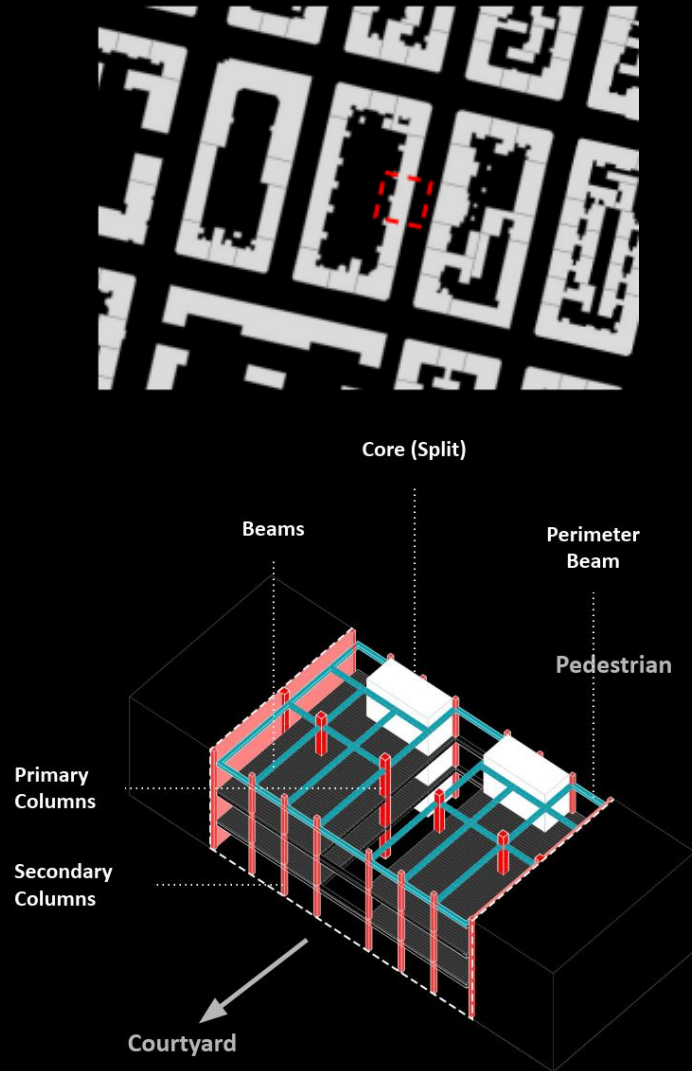 Core (Split)
Beams
Perimeter
Beam
Pedestrian
Primary
Columns
Secondary
Columns
Courtyard